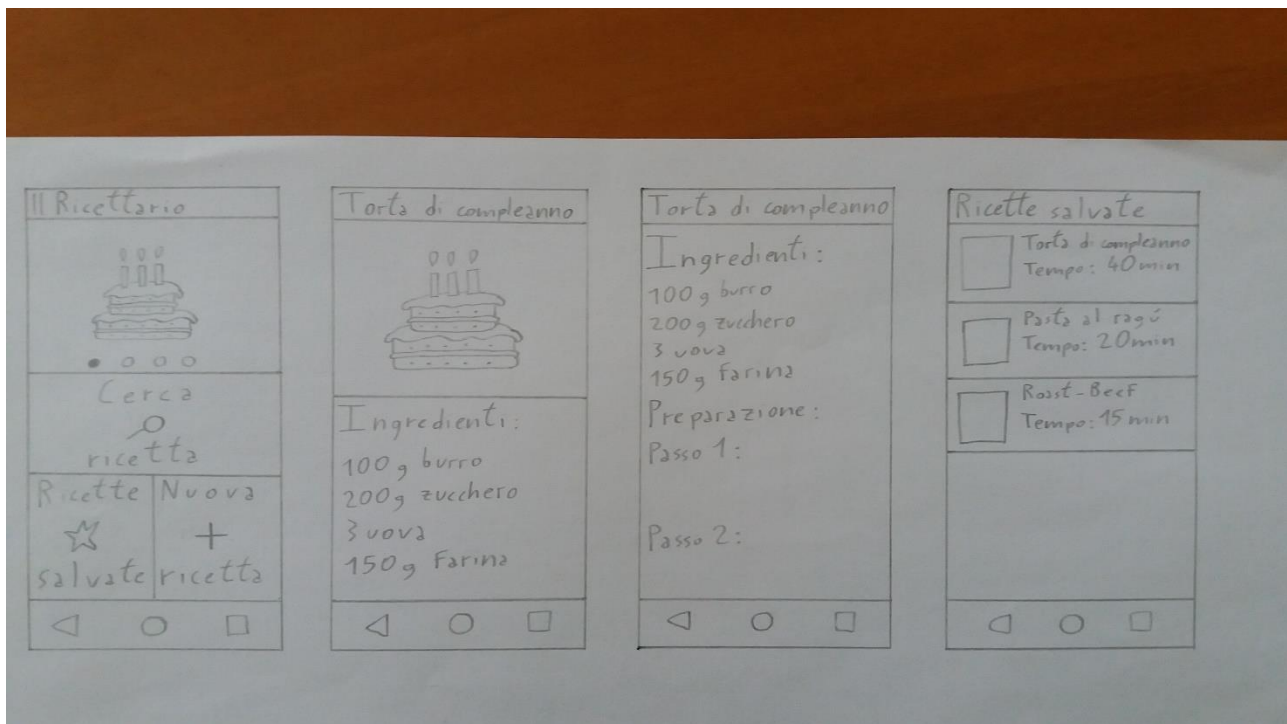 Il Ricettario
Cerca
ricetta
Ricette
salvate
Nuova
ricetta
Torta di compleanno
Ingredienti:
100 g burro
200 g zucchero
3 uova
150 g Farina
Torta di compleanno
Ingredienti:
100 g burro
200 g zucchero
3 uova
150 g Farina
Preparazione:
Passo 1:
Passo 2:
Ricette salvate
Torta di compleanno
Tempo: 40 min
Pasta al ragú
Tempo: 20 min
Roast-Beef
Tempo: 15 min